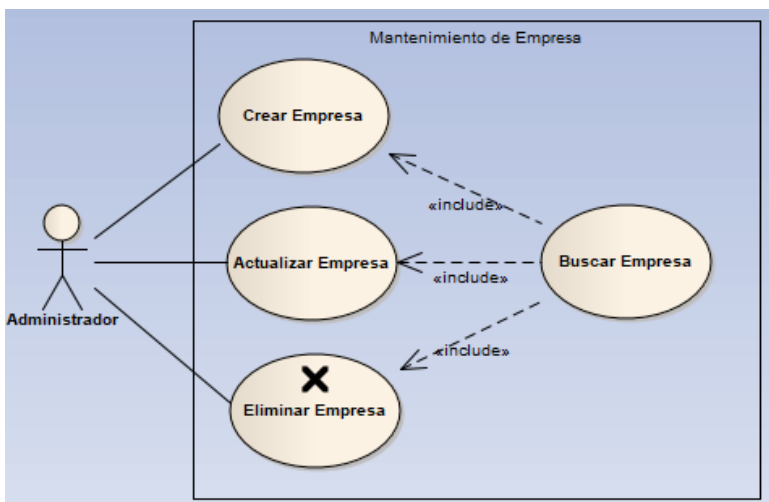 Mantenimiento de Empresa
Crear Empresa
«include»
Actualizar Empresa
Buscar Empresa
«include»
Administrador
«include»
Eliminar Empresa